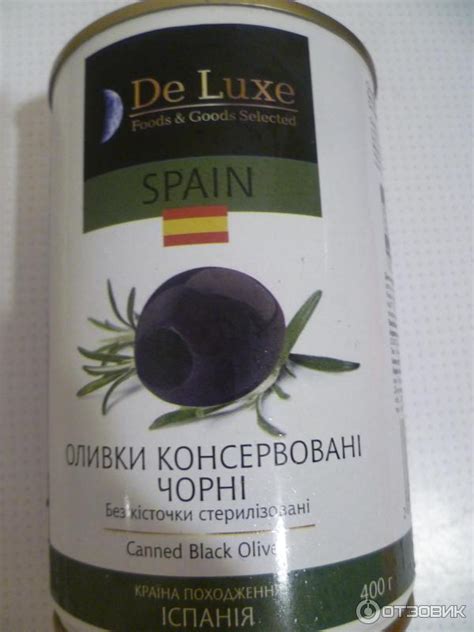 De Luxe
Foods & Goods Selected
SPAIN
ОЛИВКИ КОНСЕРВОВАНІ
ЧОРНІ
Без кісточки стерилізовані
Canned Black Olive
КРАЇНА ПОХОДЖЕННЯ
400 г
ІСПАНІЯ
ОТЗОВИК